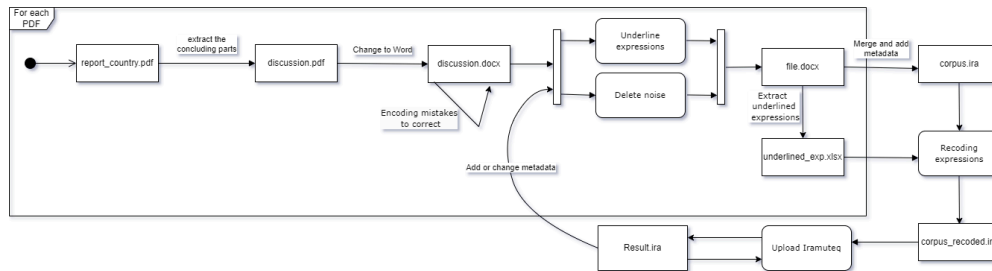 For each
PDF
report_country.pdf
extract the
concluding parts
discussion.pdf
Change to Word
discussion.docx
Encoding mistakes
to correct
Underline
expressions
Delete noise
file.docx
Merge and add
metadata
corpus.ira
Extract
underlined
expressions
underlined_exp.xlsx
Recoding
expressions
Add or change metadata
Result.ira
Upload Iramuteq
corpus_recoded.ir